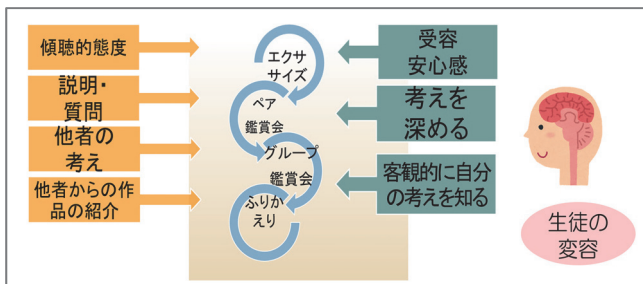 傾聴的態度
説明・
質問
他者の
考え
他者からの作
品の紹介
エクサ
サイズ
ペア
鑑賞会
グループ
鑑賞会
ふりか
えり
受容
安心感
考えを
深める
客観的に自分
の考えを知る
生徒の
変容